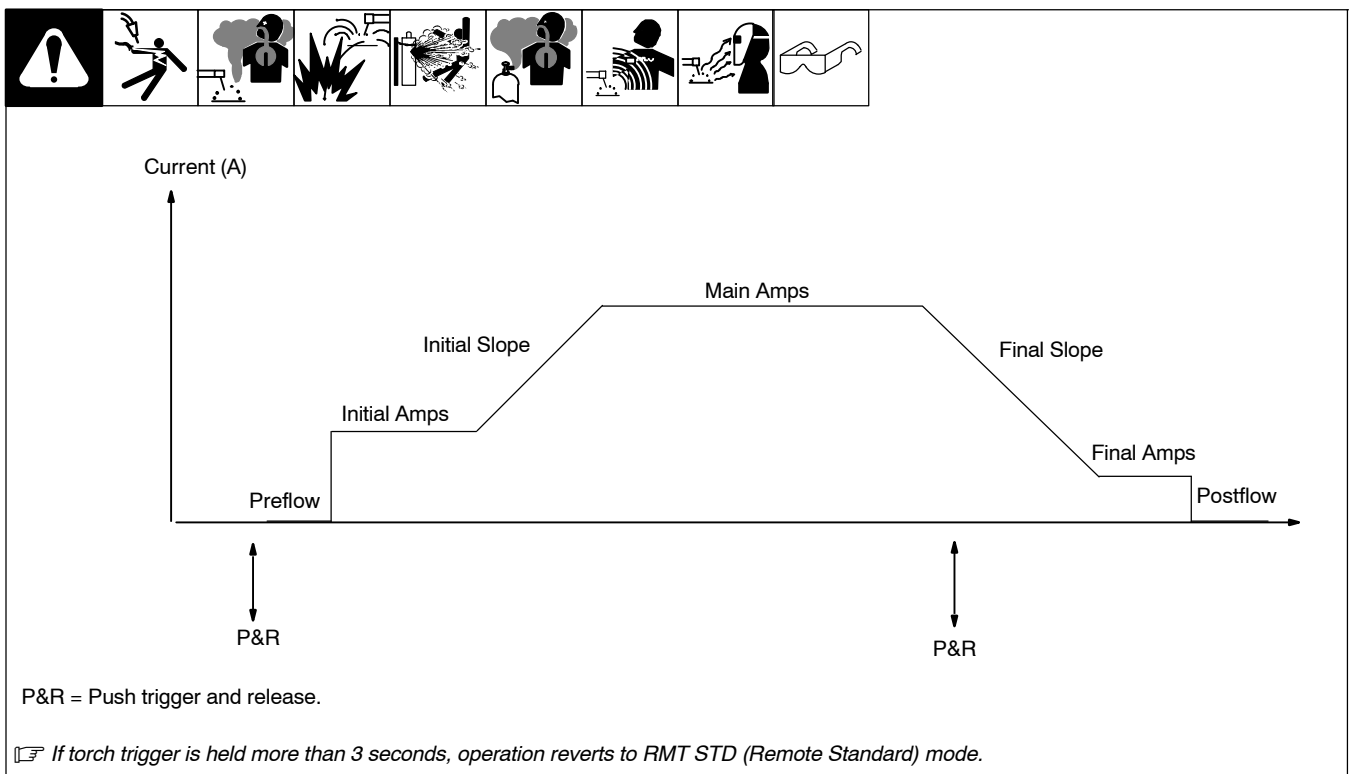 Current (A)
Main Amps
Initial Slope
Final Slope
Initial Amps
Final Amps
Preflow
Postflow
P&R
P&R
P&R = Push trigger and release.
If torch trigger is held more than 3 seconds, operation reverts to RMT STD (Remote Standard) mode.